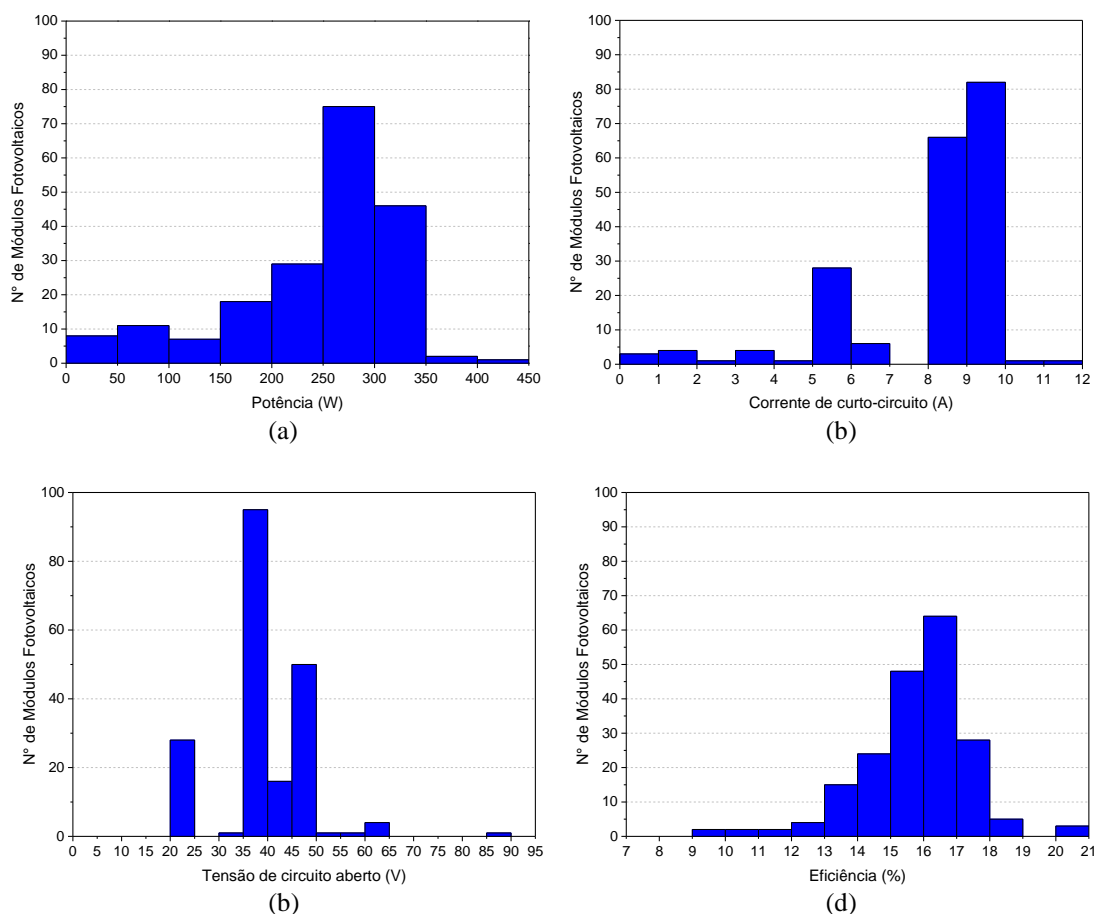 100
90
80
70
60
50
40
30
20
10
0
N° de Módulos Fotovoltaicos
0 50 100 150 200 250 300 350 400 450
Potência (W)
(a)
100
90
80
70
60
50
40
30
20
10
0
N° de Módulos Fotovoltaicos
0 1 2 3 4 5 6 7 8 9 10 11 12
Corrente de curto-circuito (A)
(b)
100
80
60
40
20
0
N° de Módulos Fotovoltaicos
0 5 10 15 20 25 30 35 40 45 50 55 60 65 70 75 80 85 90 95
Tensão de circuito aberto (V)
(b)
100
90
80
70
60
50
40
30
20
10
0
N° de Módulos Fotovoltaicos
7 8 9 10 11 12 13 14 15 16 17 18 19 20 21
Eficiência (%)
(d)